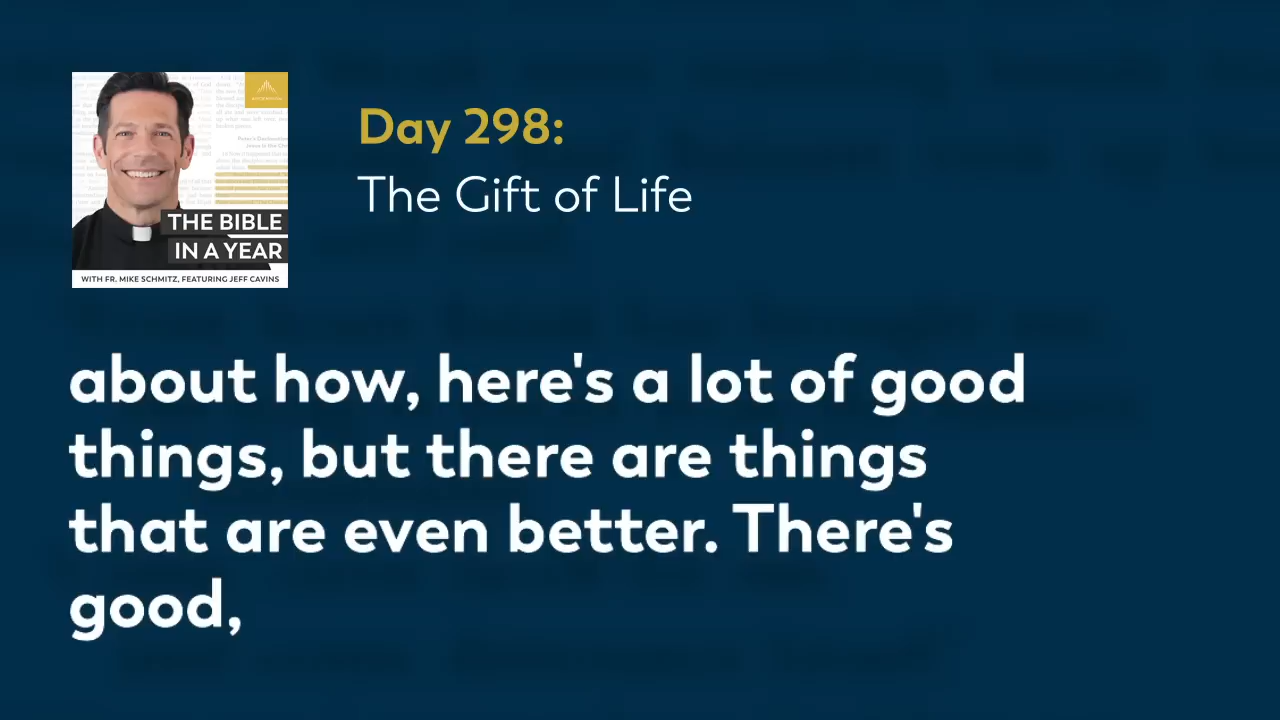 THE BIBLE
IN A YEAR
WITH FR. MIKE SCHMITZ, FEATURING JEFF CAVINS
Day 298:
The Gift of Life
about how, here's a lot of good
things, but there are things
that are even better. There's
good,